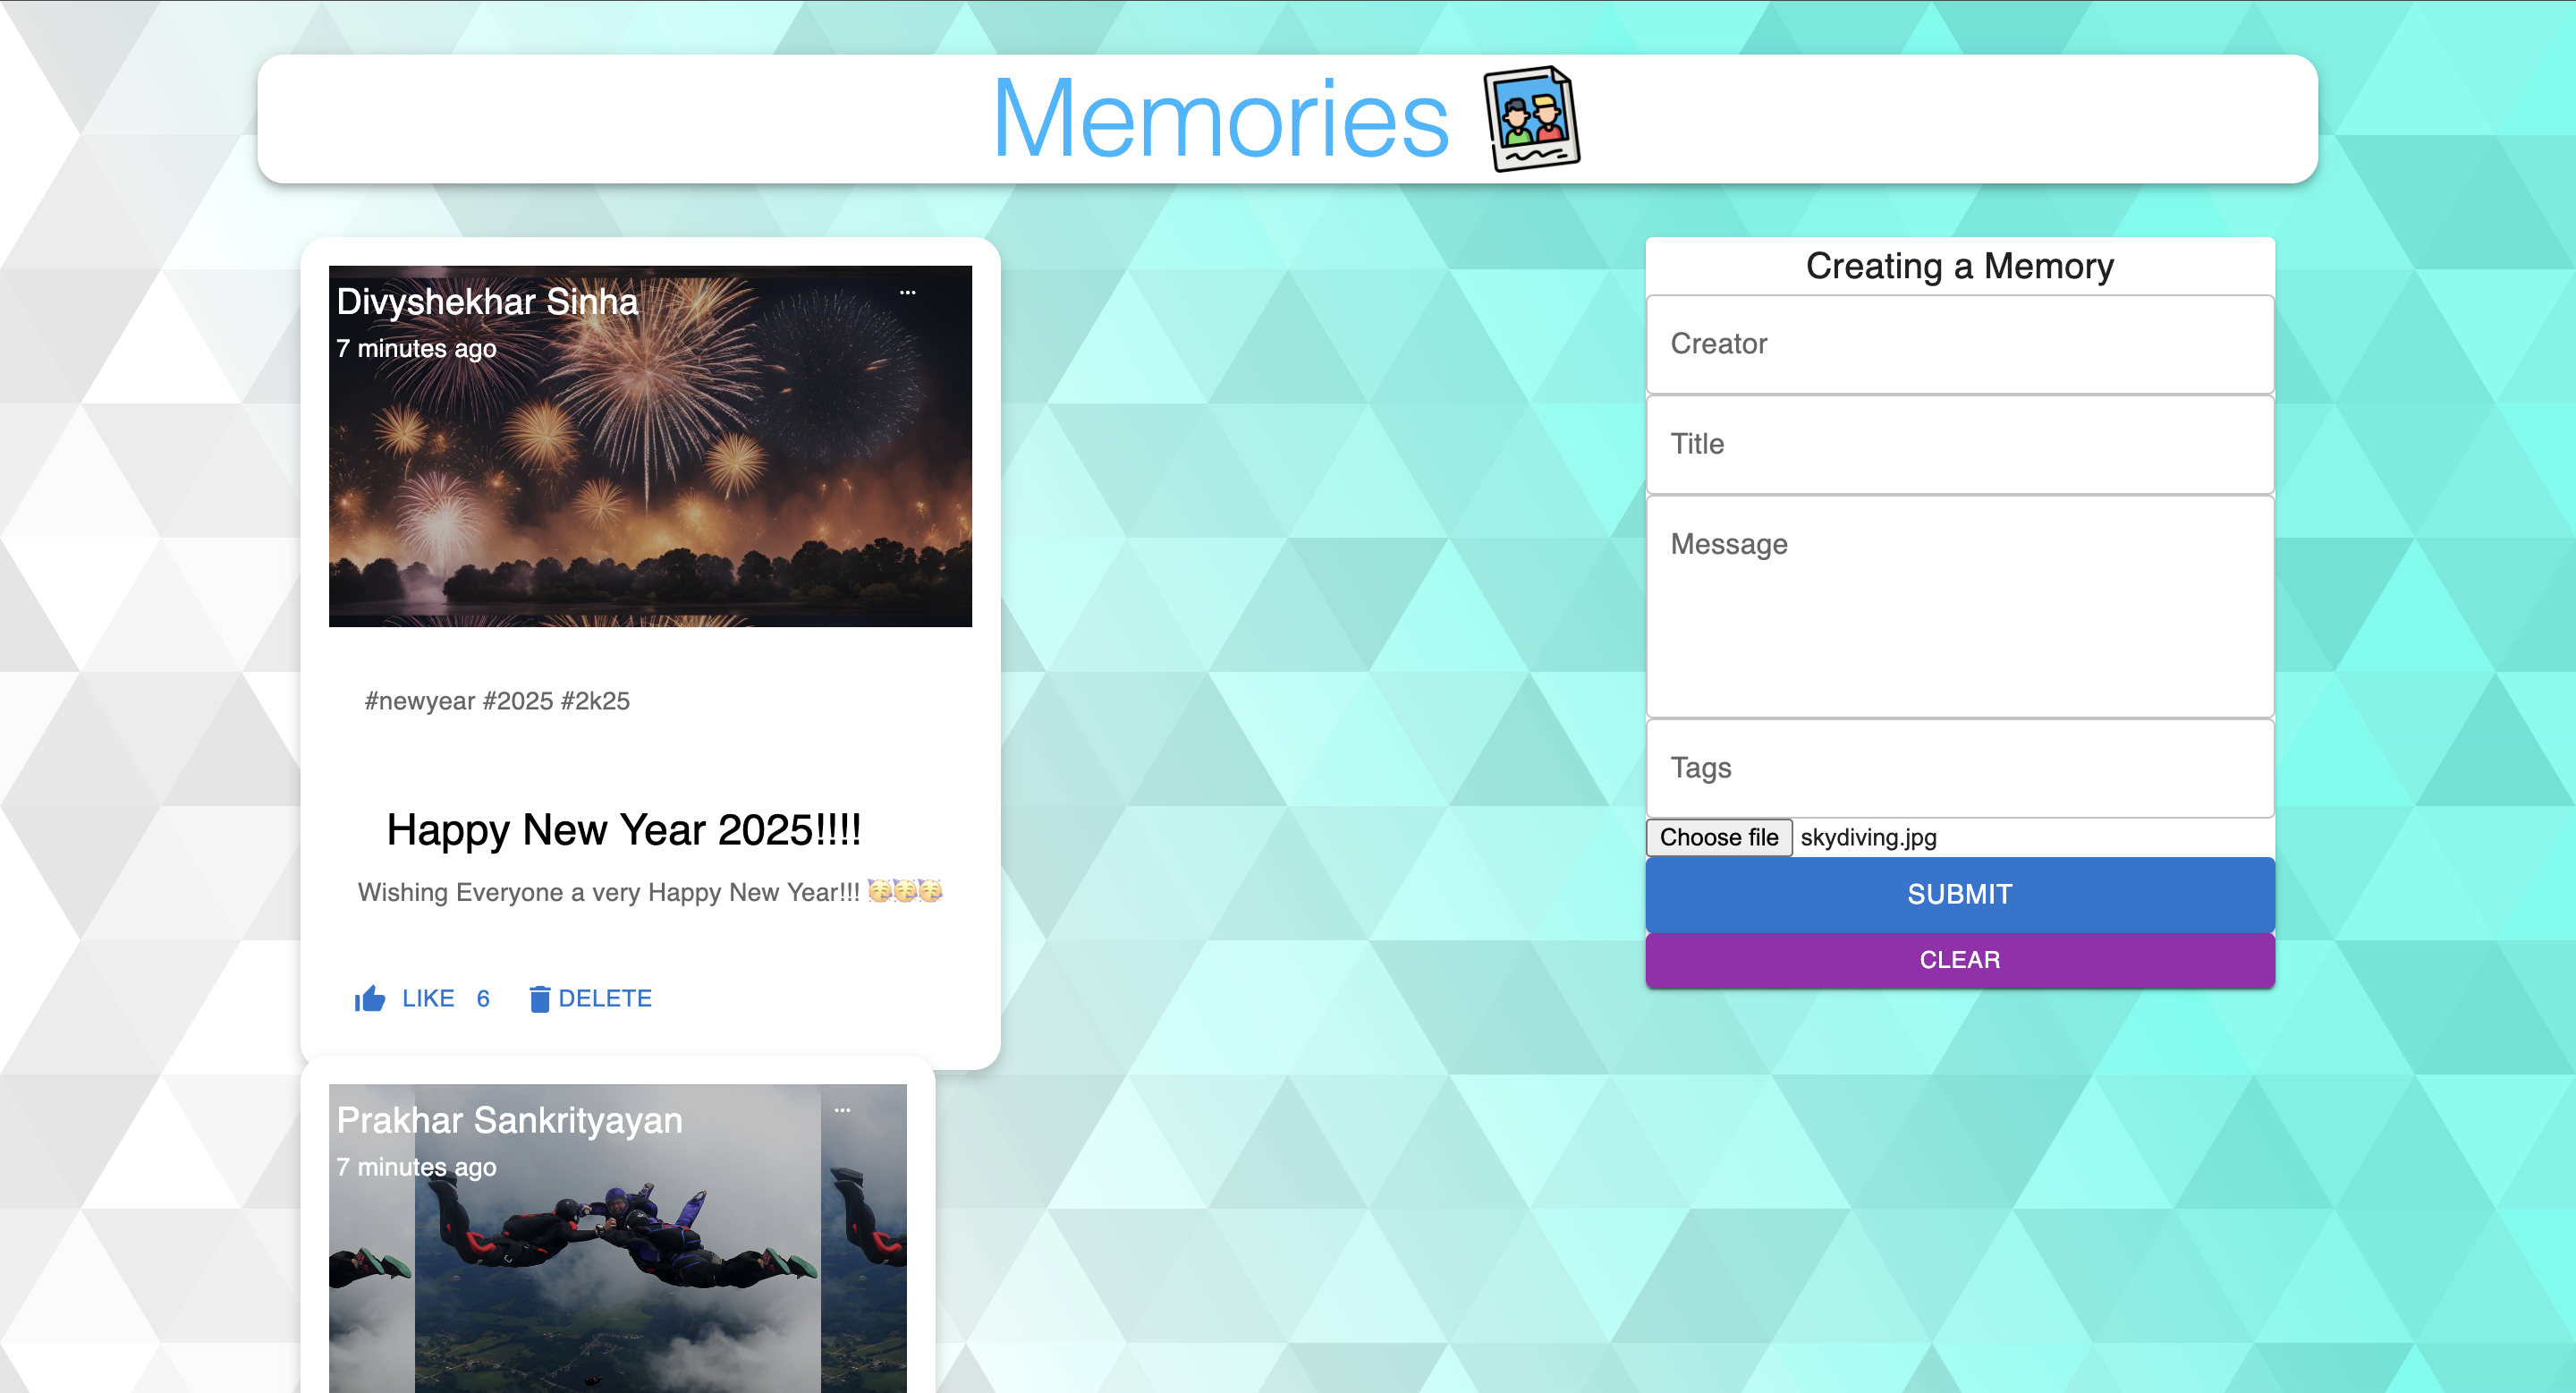 Memories
Divyshekhar Sinha
7 minutes ago
#newyear #2025 #2k25
Happy New Year 2025!!!!
Wishing Everyone a very Happy New Year!!! 🥳🥳🥳
LIKE 6 DELETE
Prakhar Sankrityayan
7 minutes ago
Creating a Memory
Creator
Title
Message
Tags
Choose file skydiving.jpg
SUBMIT
CLEAR